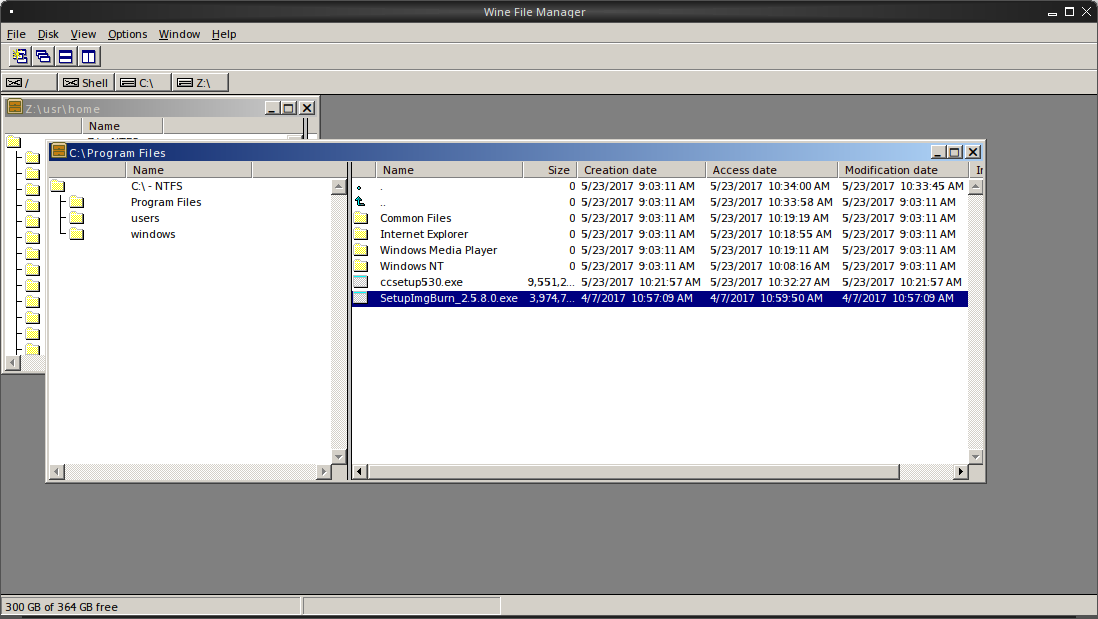 Wine File Manager
File Disk View Options Window Help
/ Shell C:\ Z:\
Z:\usr\home
Name
C:\Program Files
Name
C:\ - NTFS
Program Files
users
windows
Name Size Creation date Access date Modification date
. 0 5/23/2017 9:03:11 AM 5/23/2017 10:34:00 AM 5/23/2017 10:33:45 AM
.. 0 5/23/2017 9:03:11 AM 5/23/2017 10:33:58 AM 5/23/2017 9:03:11 AM
Common Files 0 5/23/2017 9:03:11 AM 5/23/2017 10:19:19 AM 5/23/2017 9:03:11 AM
Internet Explorer 0 5/23/2017 9:03:11 AM 5/23/2017 10:18:55 AM 5/23/2017 9:03:11 AM
Windows Media Player 0 5/23/2017 9:03:11 AM 5/23/2017 10:19:11 AM 5/23/2017 9:03:11 AM
Windows NT 0 5/23/2017 9:03:11 AM 5/23/2017 10:08:16 AM 5/23/2017 9:03:11 AM
ccsetup530.exe 9,551,2... 5/23/2017 10:21:57 AM 5/23/2017 10:32:27 AM 5/23/2017 10:21:57 AM
SetupImgBurn_2.5.8.0.exe 3,974,7... 4/7/2017 10:57:09 AM 4/7/2017 10:59:50 AM 4/7/2017 10:57:09 AM
300 GB of 364 GB free